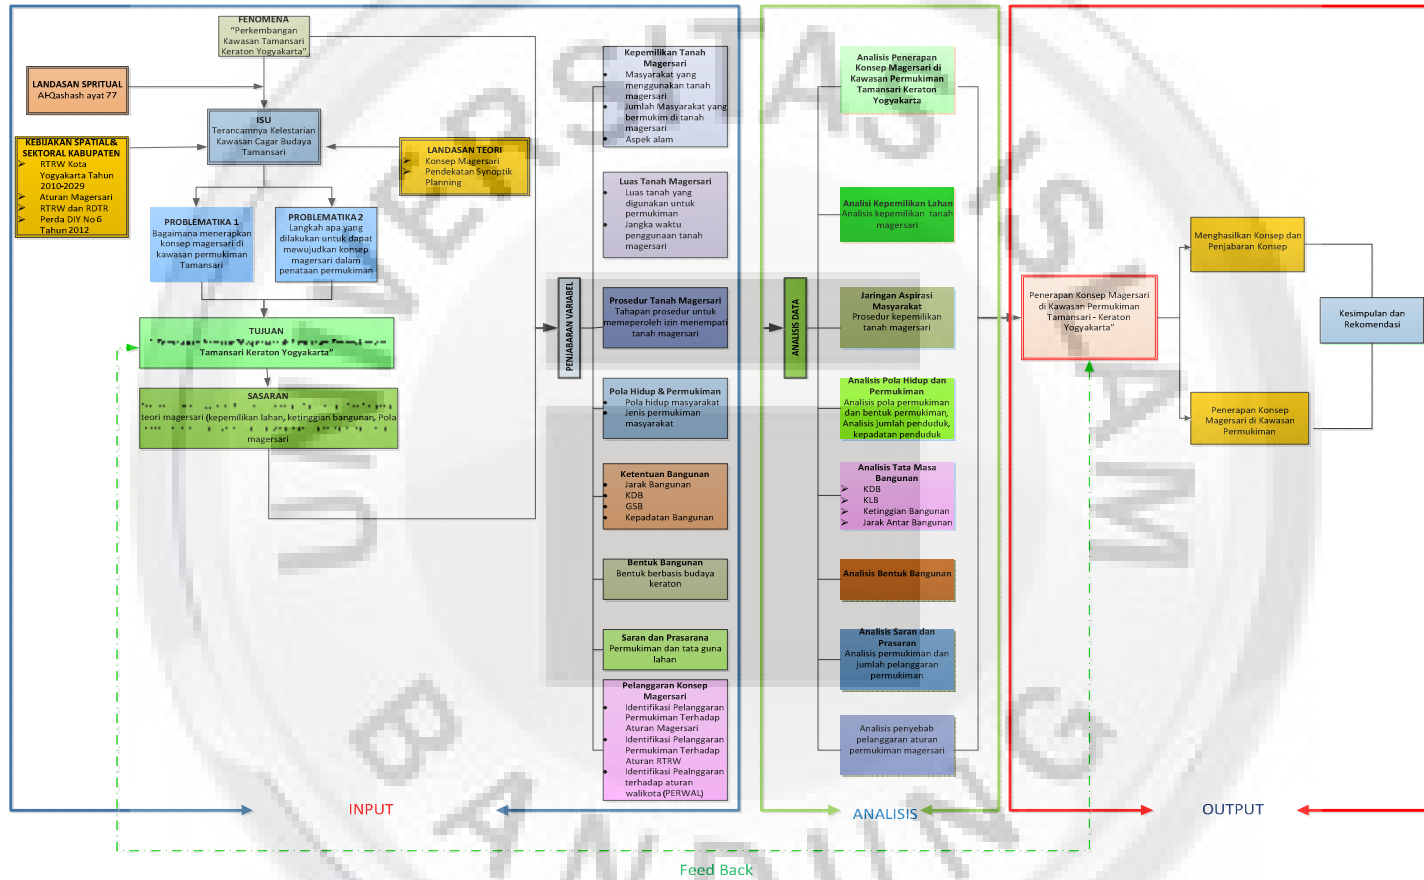 FENOMENA
"Perkembangan
Kawasan Tamansari
Keraton Yogyakarta"
LANDASAN SPRITUAL
Al-Qashash ayat 77
ISU
Terancamnya Kelestarian
Kawasan Cagar Budaya
Tamansari
KEBIJAKAN SPATIAL &
SEKTORAL KABUPATEN
➢ RTRW Kota
Yogyakarta Tahun
2010-2029
➢ Aturan Magersari
➢ RTRW dan RDTR
➢ Perda DIY No 6
Tahun 2012
LANDASAN TEORI
➢ Konsep Magersari
➢ Pendekatan Synoptik
Planning
PROBLEMATIKA 1
Bagaimana menerapkan
konsep magersari di
kawasan permukiman
Tamansari
PROBLEMATIKA 2
Langkah apa yang
dilakukan untuk dapat
mewujudkan konsep
magersari dalam
penataan permukiman
TUJUAN
Tamansari Keraton Yogyakarta"
SASARAN
teori magersari (kepemilikan lahan, ketinggian bangunan, Pola
magersari
PENJABARAN VARIABEL
Kepemilikan Tanah
Magersari
• Masyarakat yang
menggunakan tanah
magersari
• Jumlah Masyarakat yang
bermukim di tanah
magersari
• Aspek alam
Luas Tanah Magersari
• Luas tanah yang
digunakan untuk
permukiman
• Jangka waktu
penggunaan tanah
magersari
Prosedur Tanah Magersari
Tahapan prosedur untuk
memeperoleh izin menempati
tanah magersari
Pola Hidup & Permukiman
• Pola hidup masyarakat
• Jenis permukiman
masyarakat
Ketentuan Bangunan
• Jarak Bangunan
• KDB
• GSB
• Kepadatan Bangunan
Bentuk Bangunan
Bentuk berbasis budaya
keraton
Saran dan Prasarana
Permukiman dan tata guna
lahan
Pelanggaran Konsep
Magersari
• Identifikasi Pelanggaran
Permukiman Terhadap
Aturan Magersari
• Identifikasi Pelanggaran
Permukiman Terhadap
Aturan RTRW
• Identifikasi Pealnggaran
terhadap aturan
walikota (PERWAL)
INPUT
ANALISIS DATA
Analisis Penerapan
Konsep Magersari di
Kawasan Permukiman
Tamansari Keraton
Yogyakarta
Analisi Kepemilikan Lahan
Analisis kepemilikan tanah
magersari
Jaringan Aspirasi
Masyarakat
Prosedur kepemilikan
tanah magersari
Analisis Pola Hidup dan
Permukiman
Analisis pola permukiman
dan bentuk permukiman,
Analisis jumlah penduduk,
kepadatan penduduk
Analisis Tata Masa
Bangunan
➢ KDB
➢ KLB
➢ Ketinggian Bangunan
➢ Jarak Antar Bangunan
Analisis Bentuk Bangunan
Analisis Saran dan
Prasaran
Analisis permukiman dan
jumlah pelanggaran
permukiman
Analisis penyebab
pelanggaran aturan
permukiman magersari
ANALISIS
Penerapan Konsep Magersari
di Kawasan Permukiman
Tamansari - Keraton
Yogyakarta"
Menghasilkan Konsep dan
Penjabaran Konsep
Penerapan Konsep
Magersari di Kawasan
Permukiman
Kesimpulan dan
Rekomendasi
OUTPUT
Feed Back
UNIVERSITAS ISLAM
BANDUNG